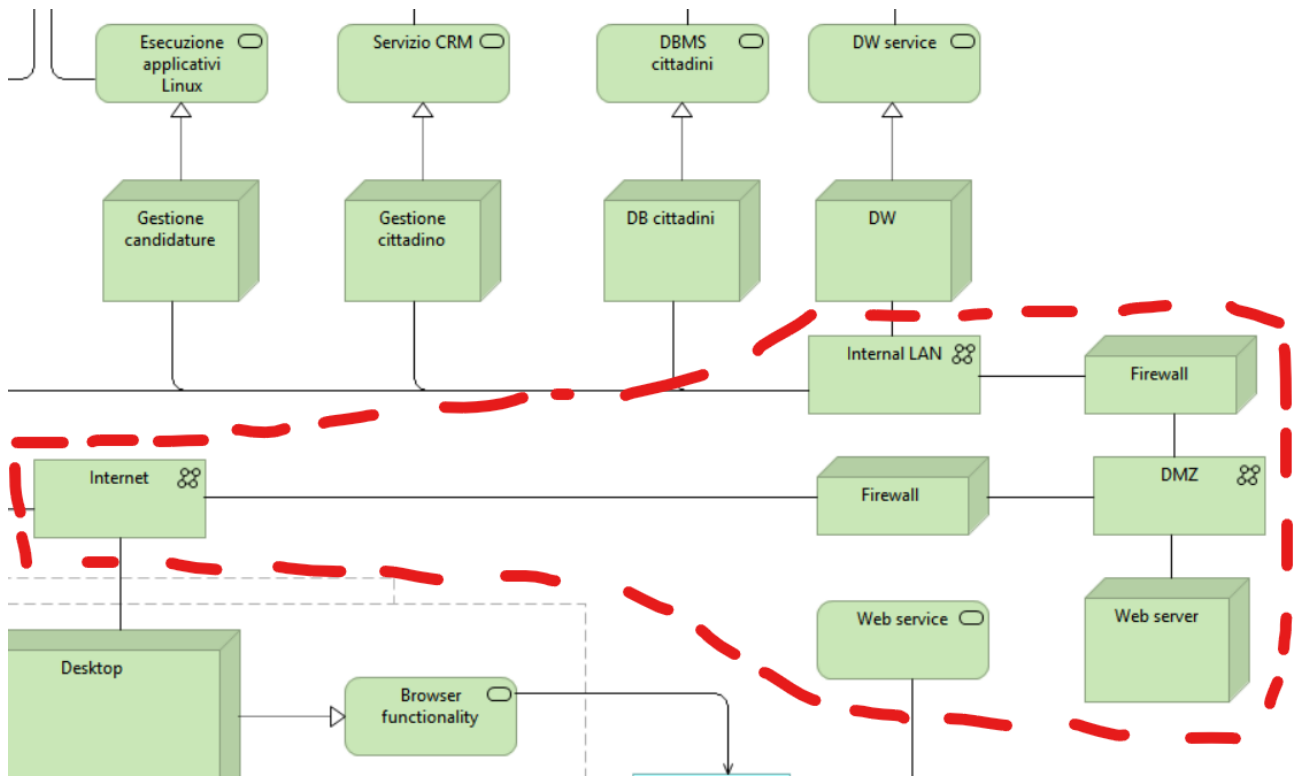 Esecuzione
applicativi
Linux
Servizio CRM
DBMS
cittadini
DW service
Gestione
candidature
Gestione
cittadino
DB cittadini
DW
Internal LAN
Firewall
Internet
Firewall
DMZ
Web service
Web server
Desktop
Browser
functionality